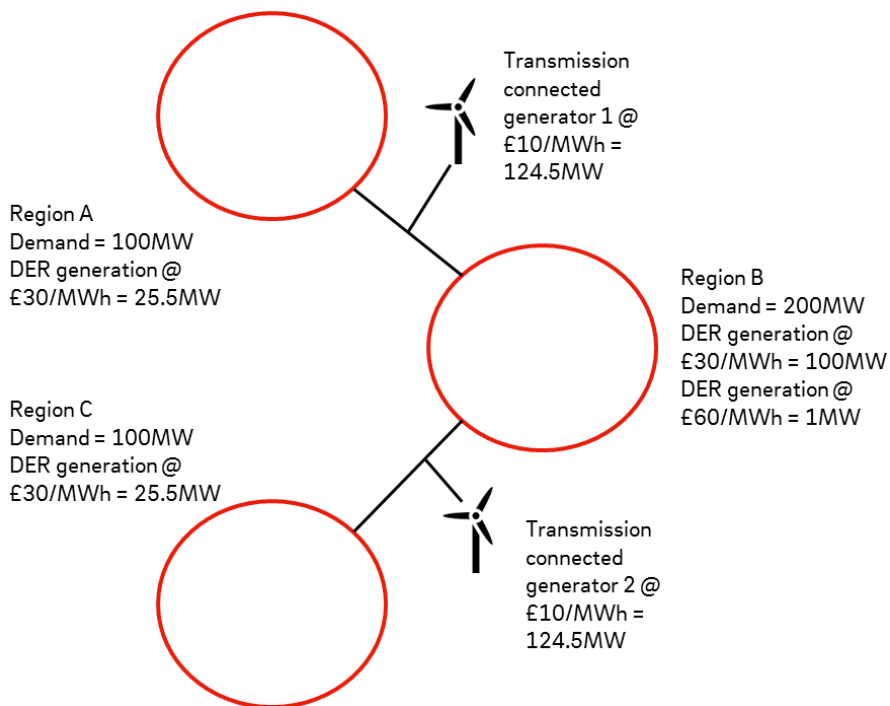 Transmission
connected
generator 1 @
£10/MWh =
124.5MW
Region A
Demand = 100MW
DER generation @
£30/MWh = 25.5MW
Region B
Demand = 200MW
DER generation @
£30/MWh = 100MW
DER generation @
£60/MWh = 1MW
Region C
Demand = 100MW
DER generation @
£30/MWh = 25.5MW
Transmission
connected
generator 2 @
£10/MWh =
124.5MW